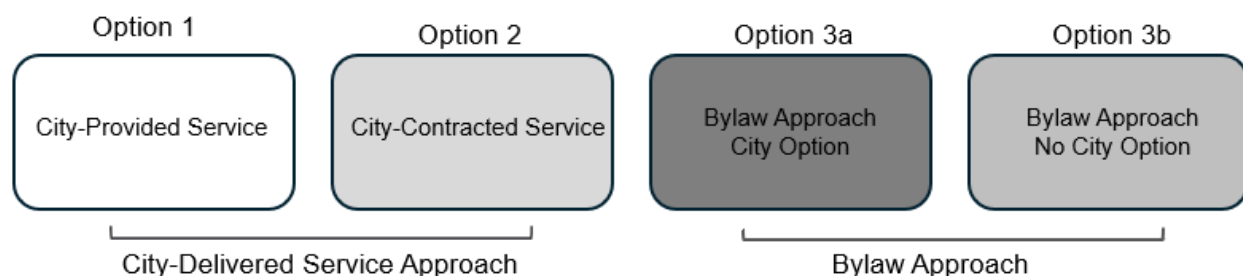 Option 1
Option 2
Option 3a
Option 3b
City-Provided Service
City-Contracted Service
Bylaw Approach
City Option
Bylaw Approach
No City Option
City-Delivered Service Approach
Bylaw Approach